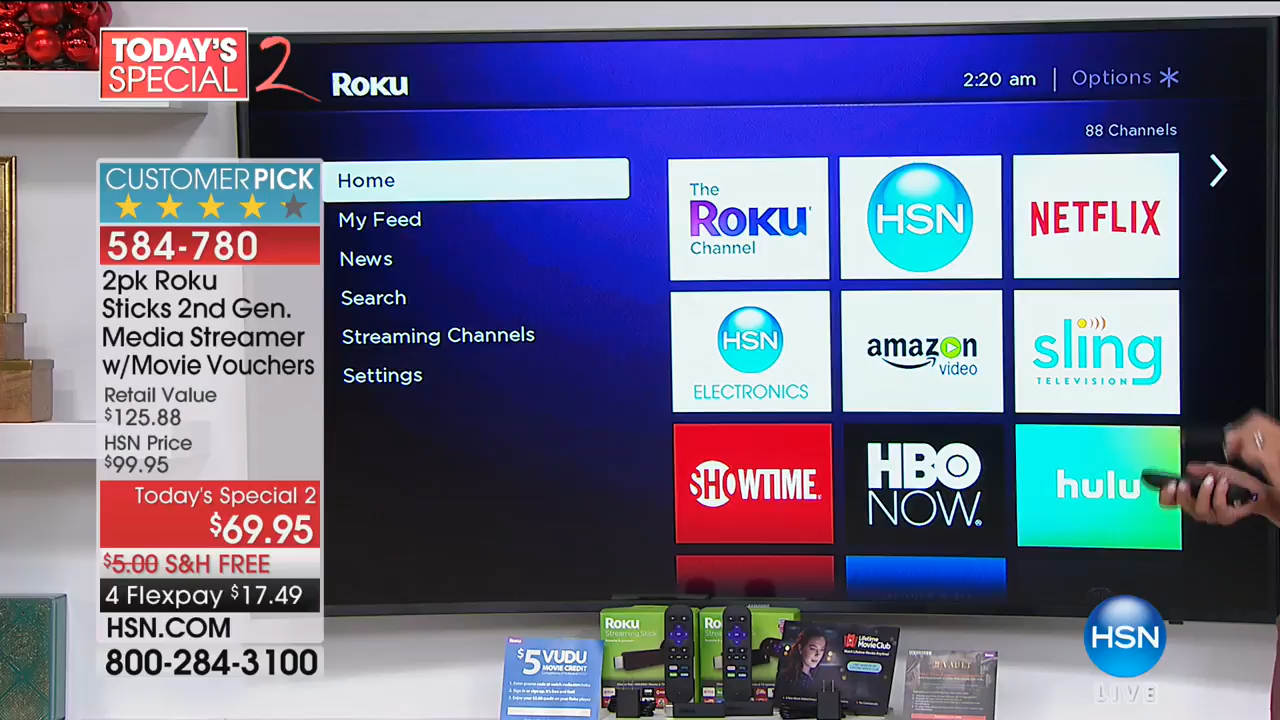 TODAY'S
SPECIAL 2
CUSTOMER PICK
584-780
2pk Roku
Sticks 2nd Gen.
Media Streamer
w/Movie Vouchers
Retail Value
$125.88
HSN Price
$99.95
Today's Special 2
$69.95
$5.00 S&H FREE
4 Flexpay $17.49
HSN.COM
800-284-3100
ROKU
2:20 am | Options
88 Channels
Home
My Feed
News
Search
Streaming Channels
Settings
The
ROKU
Channel
HSN
NETFLIX
HSN
ELECTRONICS
amazon
video
sling
TELEVISION
SHOWTIME
HBO
NOW.
hulu
Roku
$5 VUDU
MOVIE CREDIT
ROKU
Streaming Stick
Lifetime
MovieClub
HSN
LIVE